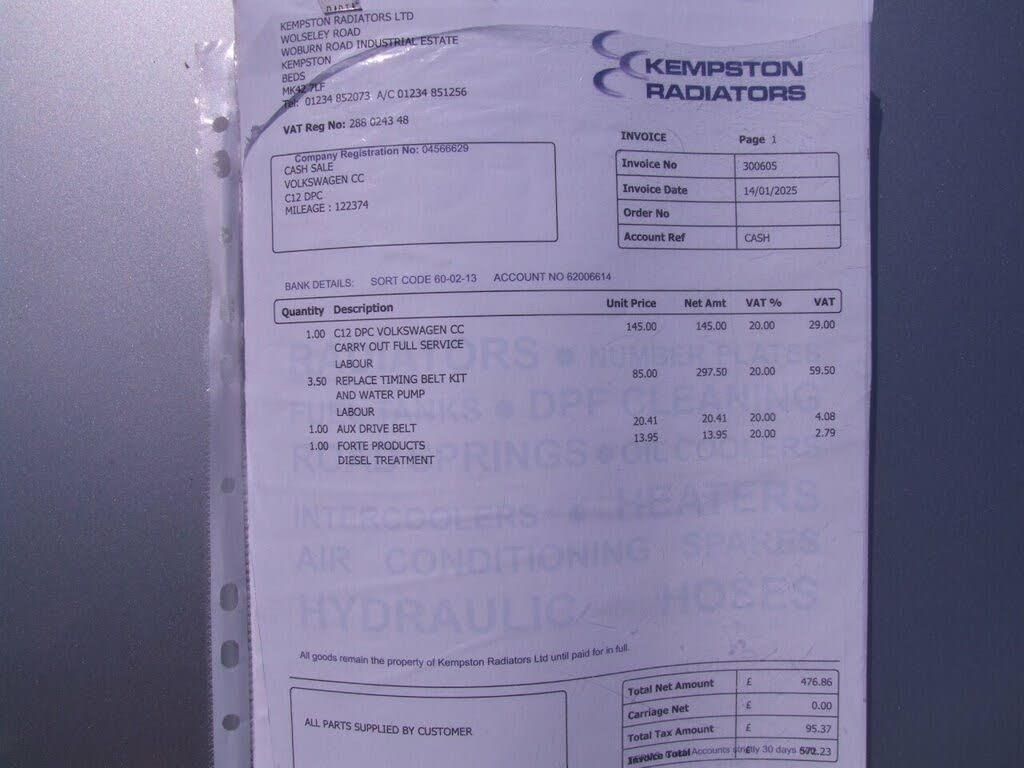 KEMPSTON RADIATORS LTD
WOLSELEY ROAD
WOBURN ROAD INDUSTRIAL ESTATE
KEMPSTON
BEDS
MK42 7LF
Tel: 01234 852073 A/C 01234 851256
VAT Reg No: 288 0243 48
KEMPSTON
RADIATORS
Company Registration No: 04566629
CASH SALE
VOLKSWAGEN CC
C12 DPC
MILEAGE : 122374
INVOICE Page 1
Invoice No 300605
Invoice Date 14/01/2025
Order No
Account Ref CASH
BANK DETAILS: SORT CODE 60-02-13 ACCOUNT NO 62006614
Quantity Description Unit Price Net Amt VAT % VAT
1.00 C12 DPC VOLKSWAGEN CC 145.00 145.00 20.00 29.00
CARRY OUT FULL SERVICE
LABOUR
3.50 REPLACE TIMING BELT KIT 85.00 297.50 20.00 59.50
AND WATER PUMP
LABOUR
1.00 AUX DRIVE BELT 20.41 20.41 20.00 4.08
1.00 FORTE PRODUCTS 13.95 13.95 20.00 2.79
DIESEL TREATMENT
RADIATORS • NUMBER PLATES
FUEL TANKS • DPF CLEANING
ROAD SPRINGS • OIL COOLERS
INTERCOOLERS • HEATERS
AIR CONDITIONING SPARES
HYDRAULIC HOSES
All goods remain the property of Kempston Radiators Ltd until paid for in full.
ALL PARTS SUPPLIED BY CUSTOMER
Total Net Amount £ 476.86
Carriage Net £ 0.00
Total Tax Amount £ 95.37
Invoice Total £ 572.23
Accounts strictly 30 days